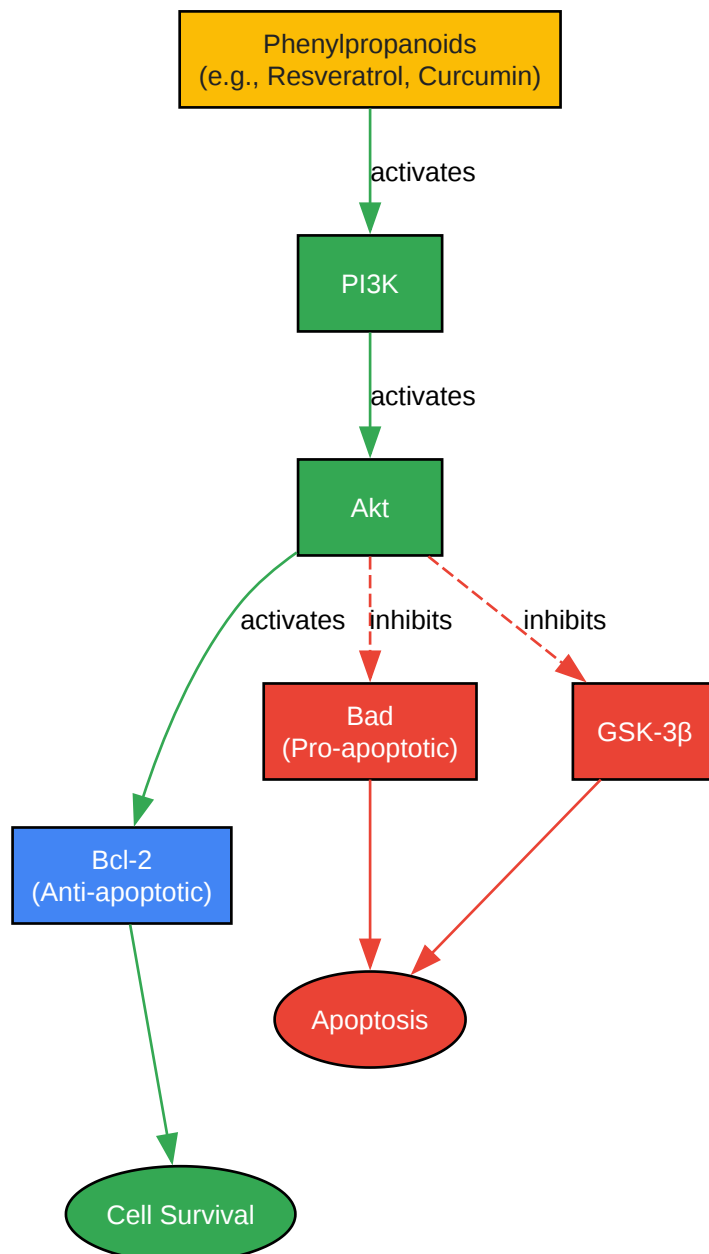 Phenylpropanoids
(e.g., Resveratrol, Curcumin)
activates
PI3K
activates
Akt
activates
inhibits
inhibits
Bad
(Pro-apoptotic)
GSK-3β
Bcl-2
(Anti-apoptotic)
Apoptosis
Cell Survival